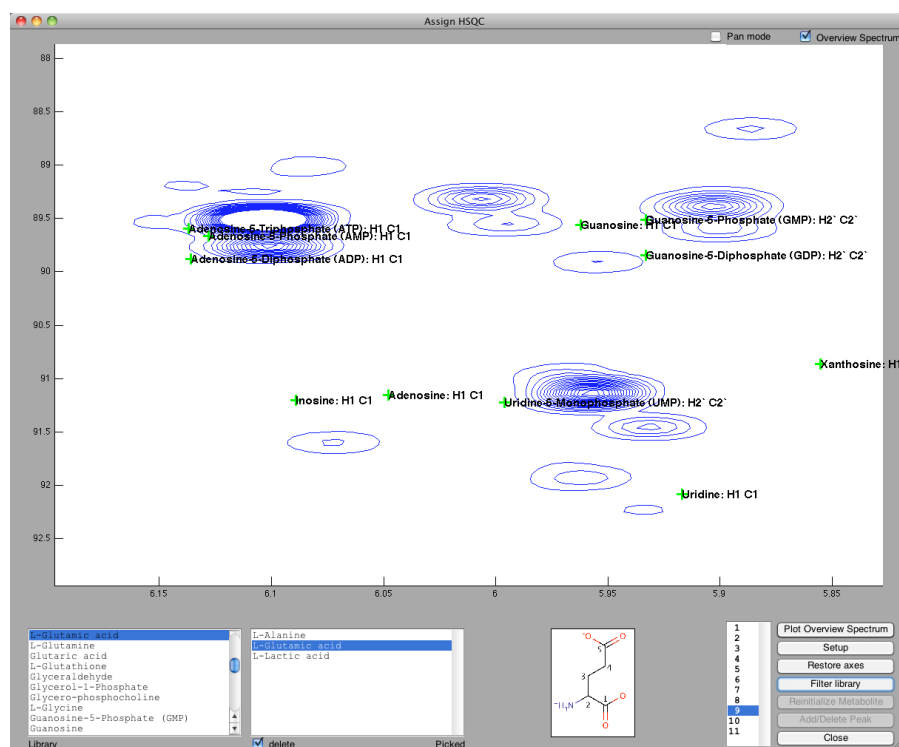 Assign HSQC
Pan mode
Overview Spectrum
88
88.5
89
89.5
90
90.5
91
91.5
92
92.5
Adenosine-5-Triphosphate (ATP): H1 C1
Adenosine-5-Phosphate (AMP): H1 C1
Adenosine-5-Diphosphate (ADP): H1 C1
Guanosine: H1 C1
Guanosine-5-Phosphate (GMP): H2` C2`
Guanosine-5-Diphosphate (GDP): H2` C2`
Xanthosine: H1
Inosine: H1 C1
Adenosine: H1 C1
Uridine-5-Monophosphate (UMP): H2` C2`
Uridine: H1 C1
6.15
6.1
6.05
6
5.95
5.9
5.85
L-Glutamic acid
L-Glutamine
Glutaric acid
L-Glutathione
Glyceraldehyde
Glycerol-1-Phosphate
Glycero-phosphocholine
L-Glycine
Guanosine-5-Phosphate (GMP)
Guanosine
Library
L-Alanine
L-Glutamic acid
L-Lactic acid
delete
Picked
-O
O
5
4
3
2
1
O
O
1
2
3
4
5
6
7
8
9
10
11
Plot Overview Spectrum
Setup
Restore axes
Filter library
Reinitialize Metabolite
Add/Delete Peak
Close